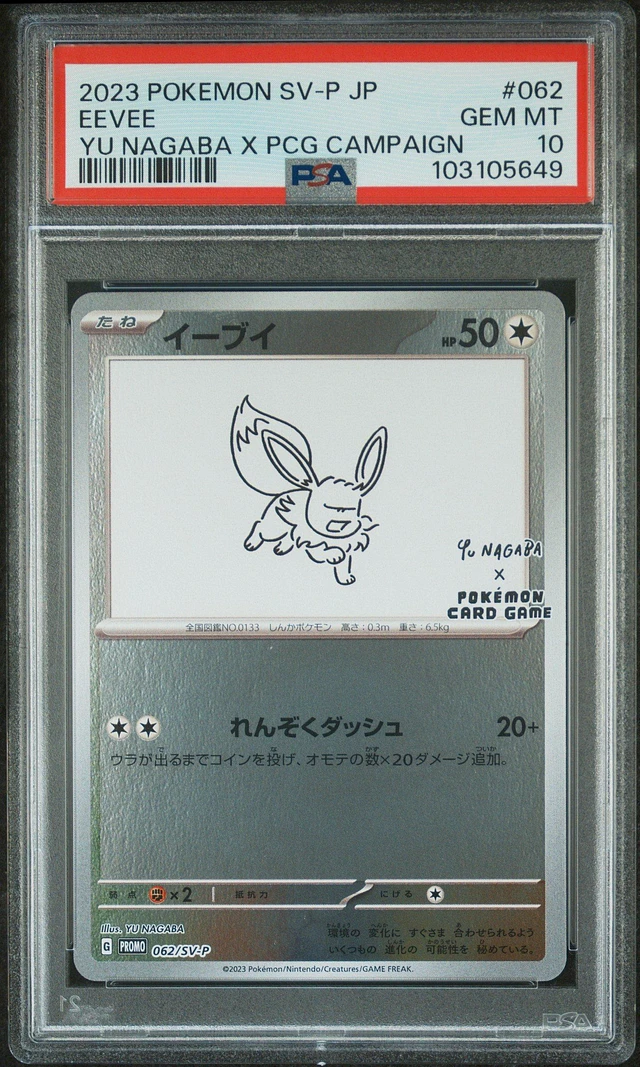 2023 POKEMON SV-P JP #062
EEVEE GEM MT
YU NAGABA X PCG CAMPAIGN 10
PSA 103105649
たね イーブイ HP50
YU NAGABA
X
POKÉMON
CARD GAME
全国図鑑NO.0133 しんかポケモン 高さ:0.3m 重さ:6.5kg
れんぞくダッシュ 20+
ウラが出るまでコインを投げ、オモテの数×20ダメージ追加。
弱点 ×2 抵抗力 にげる
Illus. YU NAGABA
環境の 変化に すぐさま 合わせられるよう
G PROMO 062/SV-P
いくつもの 進化の 可能性を 秘めている。
©2023 Pokémon/Nintendo/Creatures/GAME FREAK.
PSA